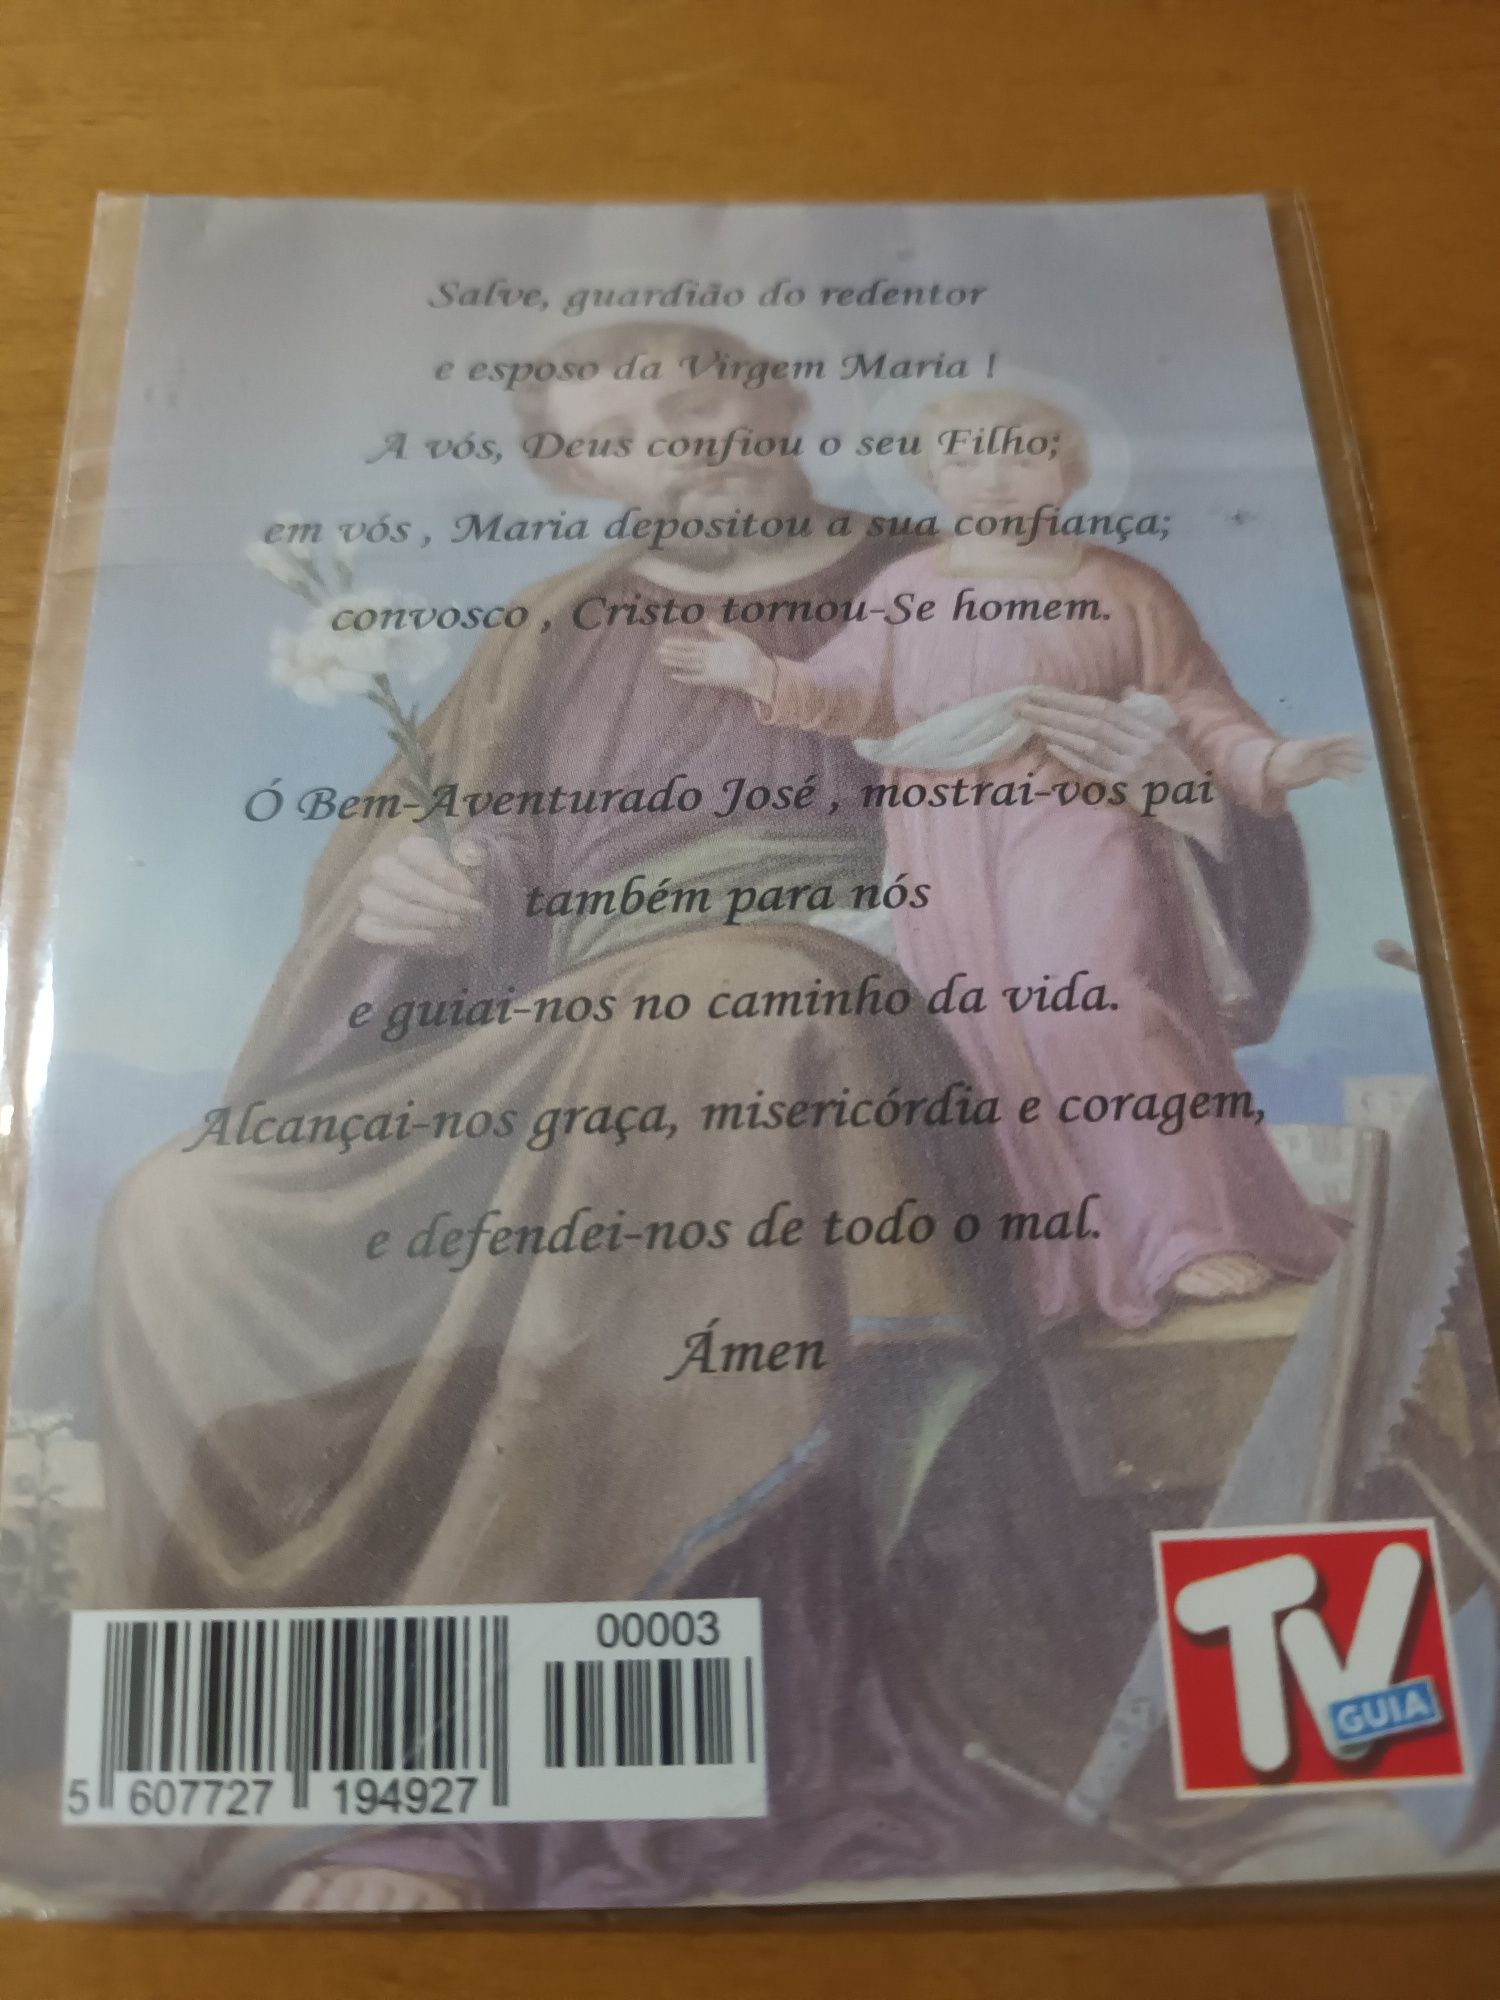 Salve, guardião do redentor
e esposo da Virgem Maria !
A vós, Deus confiou o seu Filho;
em vós , Maria depositou a sua confiança;
convosco , Cristo tornou-Se homem.
Ó Bem-Aventurado José , mostrai-vos pai
também para nós
e guiai-nos no caminho da vida.
Alcançai-nos graça, misericórdia e coragem,
e defendei-nos de todo o mal.
Ámen
00003
5 607727 194927
TV
GUIA